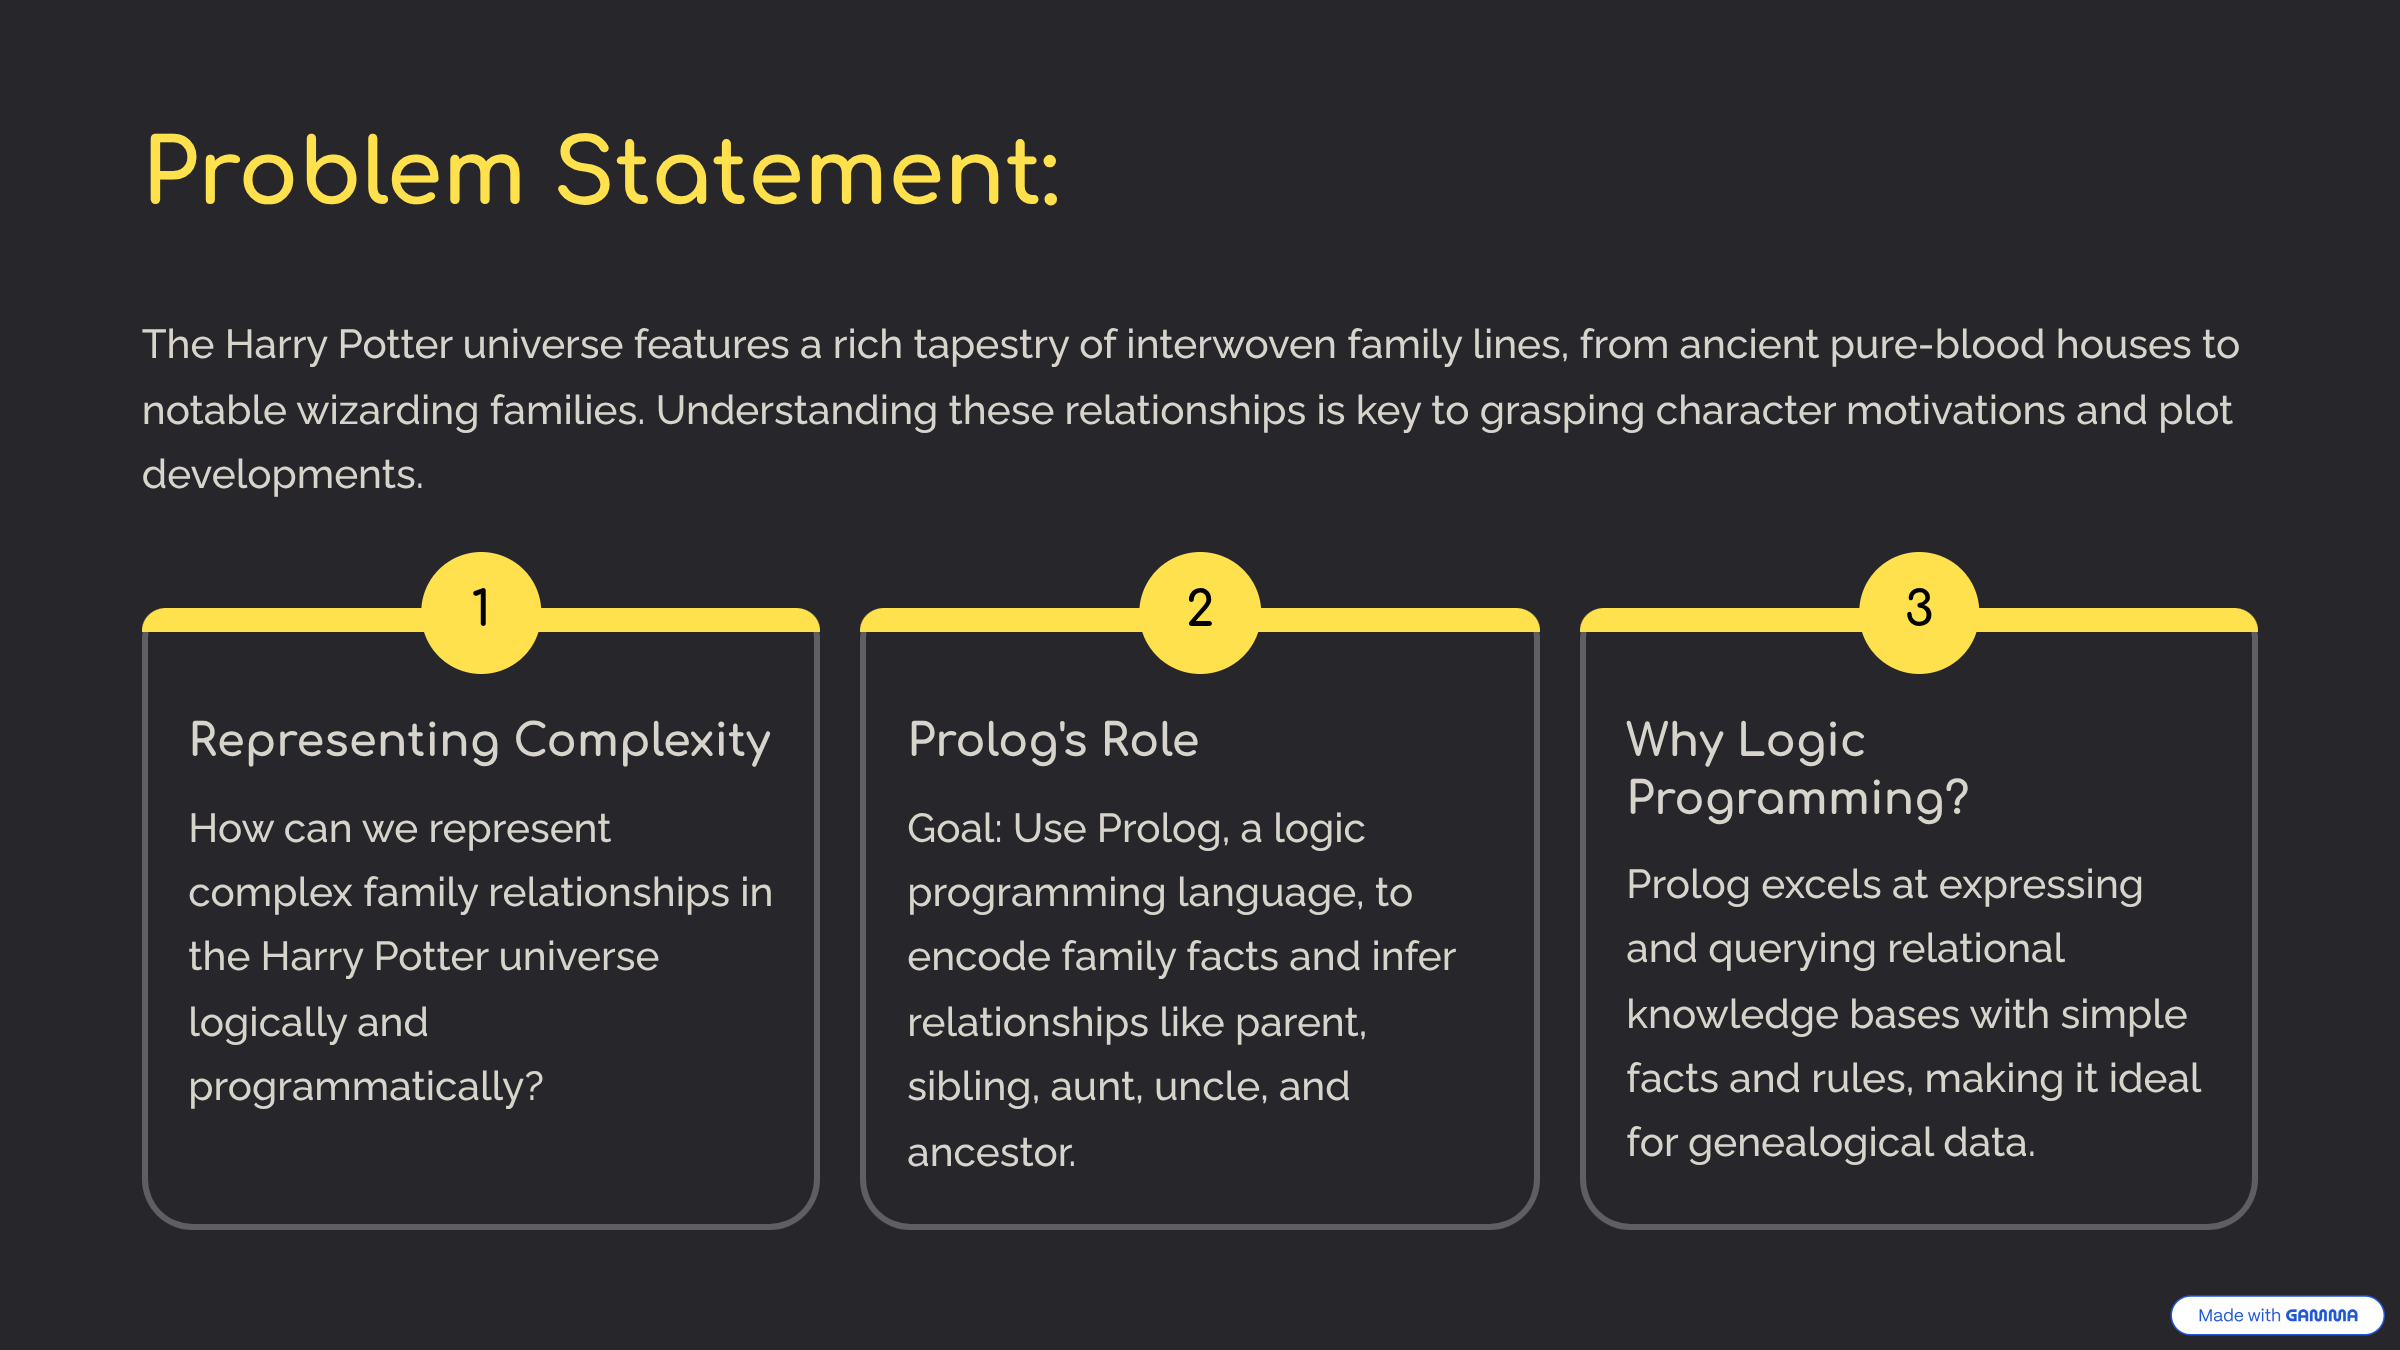 Problem Statement:
The Harry Potter universe features a rich tapestry of interwoven family lines, from ancient pure-blood houses to
notable wizarding families. Understanding these relationships is key to grasping character motivations and plot
developments.
1
Representing Complexity
How can we represent
complex family relationships in
the Harry Potter universe
logically and
programmatically?
2
Prolog's Role
Goal: Use Prolog, a logic
programming language, to
encode family facts and infer
relationships like parent,
sibling, aunt, uncle, and
ancestor.
3
Why Logic
Programming?
Prolog excels at expressing
and querying relational
knowledge bases with simple
facts and rules, making it ideal
for genealogical data.
Made with GAMMA